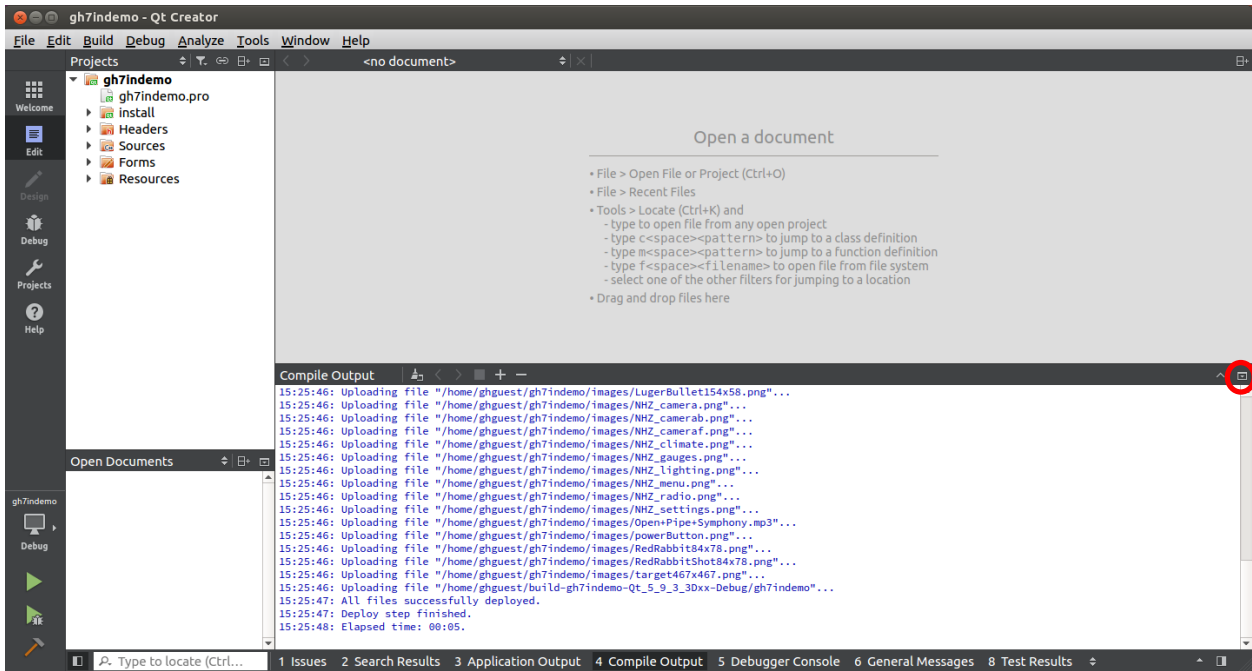 gh7indemo - Qt Creator
File Edit Build Debug Analyze Tools Window Help
Projects
<no document>
Welcome
Edit
Design
Debug
Projects
Help
gh7indemo
gh7indemo.pro
install
Headers
Sources
Forms
Resources
Open a document
• File > Open File or Project (Ctrl+O)
• File > Recent Files
• Tools > Locate (Ctrl+K) and
- type to open file from any open project
- type c<space><pattern> to jump to a class definition
- type m<space><pattern> to jump to a function definition
- type f<space><filename> to open file from file system
- select one of the other filters for jumping to a location
• Drag and drop files here
Compile Output
15:25:46: Uploading file "/home/ghguest/gh7indemo/images/LugerBullet154x58.png"...
15:25:46: Uploading file "/home/ghguest/gh7indemo/images/NHZ_camera.png"...
15:25:46: Uploading file "/home/ghguest/gh7indemo/images/NHZ_camerab.png"...
15:25:46: Uploading file "/home/ghguest/gh7indemo/images/NHZ_cameraf.png"...
15:25:46: Uploading file "/home/ghguest/gh7indemo/images/NHZ_climate.png"...
15:25:46: Uploading file "/home/ghguest/gh7indemo/images/NHZ_gauges.png"...
15:25:46: Uploading file "/home/ghguest/gh7indemo/images/NHZ_lighting.png"...
15:25:46: Uploading file "/home/ghguest/gh7indemo/images/NHZ_menu.png"...
15:25:46: Uploading file "/home/ghguest/gh7indemo/images/NHZ_radio.png"...
15:25:46: Uploading file "/home/ghguest/gh7indemo/images/NHZ_settings.png"...
15:25:46: Uploading file "/home/ghguest/gh7indemo/images/Open+Pipe+Symphony.mp3"...
15:25:46: Uploading file "/home/ghguest/gh7indemo/images/powerButton.png"...
15:25:46: Uploading file "/home/ghguest/gh7indemo/images/RedRabbit84x78.png"...
15:25:46: Uploading file "/home/ghguest/gh7indemo/images/RedRabbitShot84x78.png"...
15:25:46: Uploading file "/home/ghguest/gh7indemo/images/target467x467.png"...
15:25:46: Uploading file "/home/ghguest/build-gh7indemo-Qt_5_9_3_3Dxx-Debug/gh7indemo"...
15:25:47: All files successfully deployed.
15:25:47: Deploy step finished.
15:25:48: Elapsed time: 00:05.
Open Documents
gh7indemo
Debug
Type to locate (Ctrl...
1 Issues 2 Search Results 3 Application Output 4 Compile Output 5 Debugger Console 6 General Messages 8 Test Results